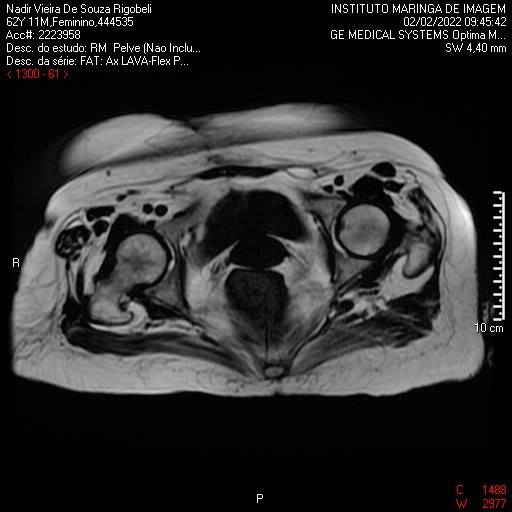 Nadir Vieira De Souza Rigobeli
62Y 11M,Feminino,444535
Acc#: 2223958
Desc. do estudo: RM Pelve (Nao Inclu...
Desc. da série: FAT: Ax LAVA-Flex P...
< 1300 - 61 >
INSTITUTO MARINGA DE IMAGEM
02/02/2022 09:45:42
GE MEDICAL SYSTEMS Optima M...
SW 4,40 mm
R
10 cm
P
C 1488
W 2977